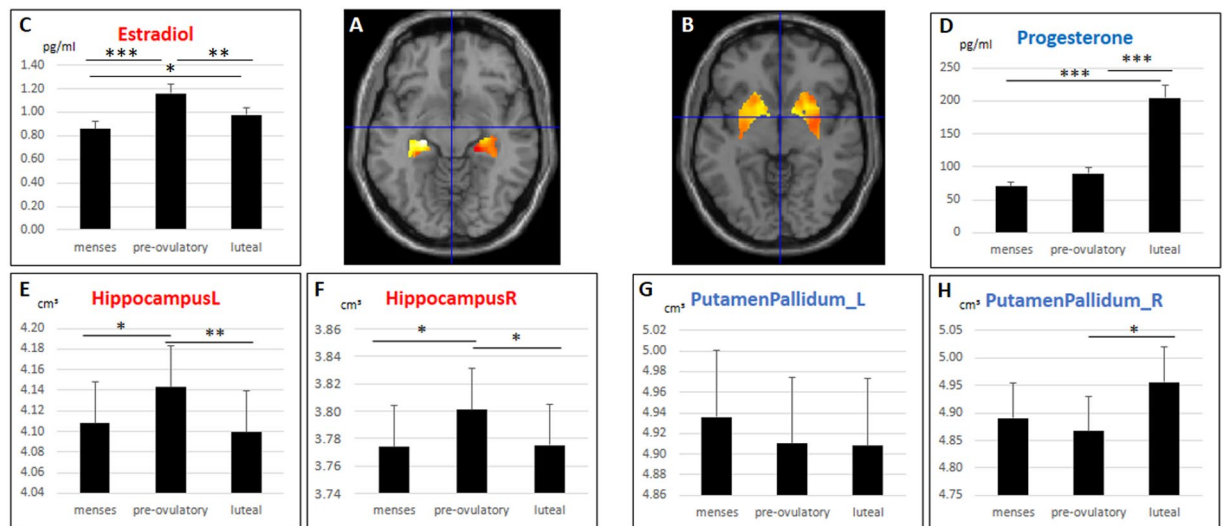 C
Estradiol
pg/ml
*** **
*
1.40
1.20
1.00
0.80
0.60
0.40
0.20
0.00
menses pre-ovulatory luteal
A
B
D
Progesterone
pg/ml
***
***
250
200
150
100
50
0
menses pre-ovulatory luteal
E
cm³ HippocampusL
* **
4.20
4.18
4.16
4.14
4.12
4.10
4.08
4.06
4.04
menses pre-ovulatory luteal
F
cm³ HippocampusR
* *
3.86
3.84
3.82
3.80
3.78
3.76
3.74
menses pre-ovulatory luteal
G
cm³ PutamenPallidum_L
5.02
5.00
4.98
4.96
4.94
4.92
4.90
4.88
4.86
menses pre-ovulatory luteal
H
cm³ PutamenPallidum_R
*
5.05
5.00
4.95
4.90
4.85
4.80
4.75
menses pre-ovulatory luteal